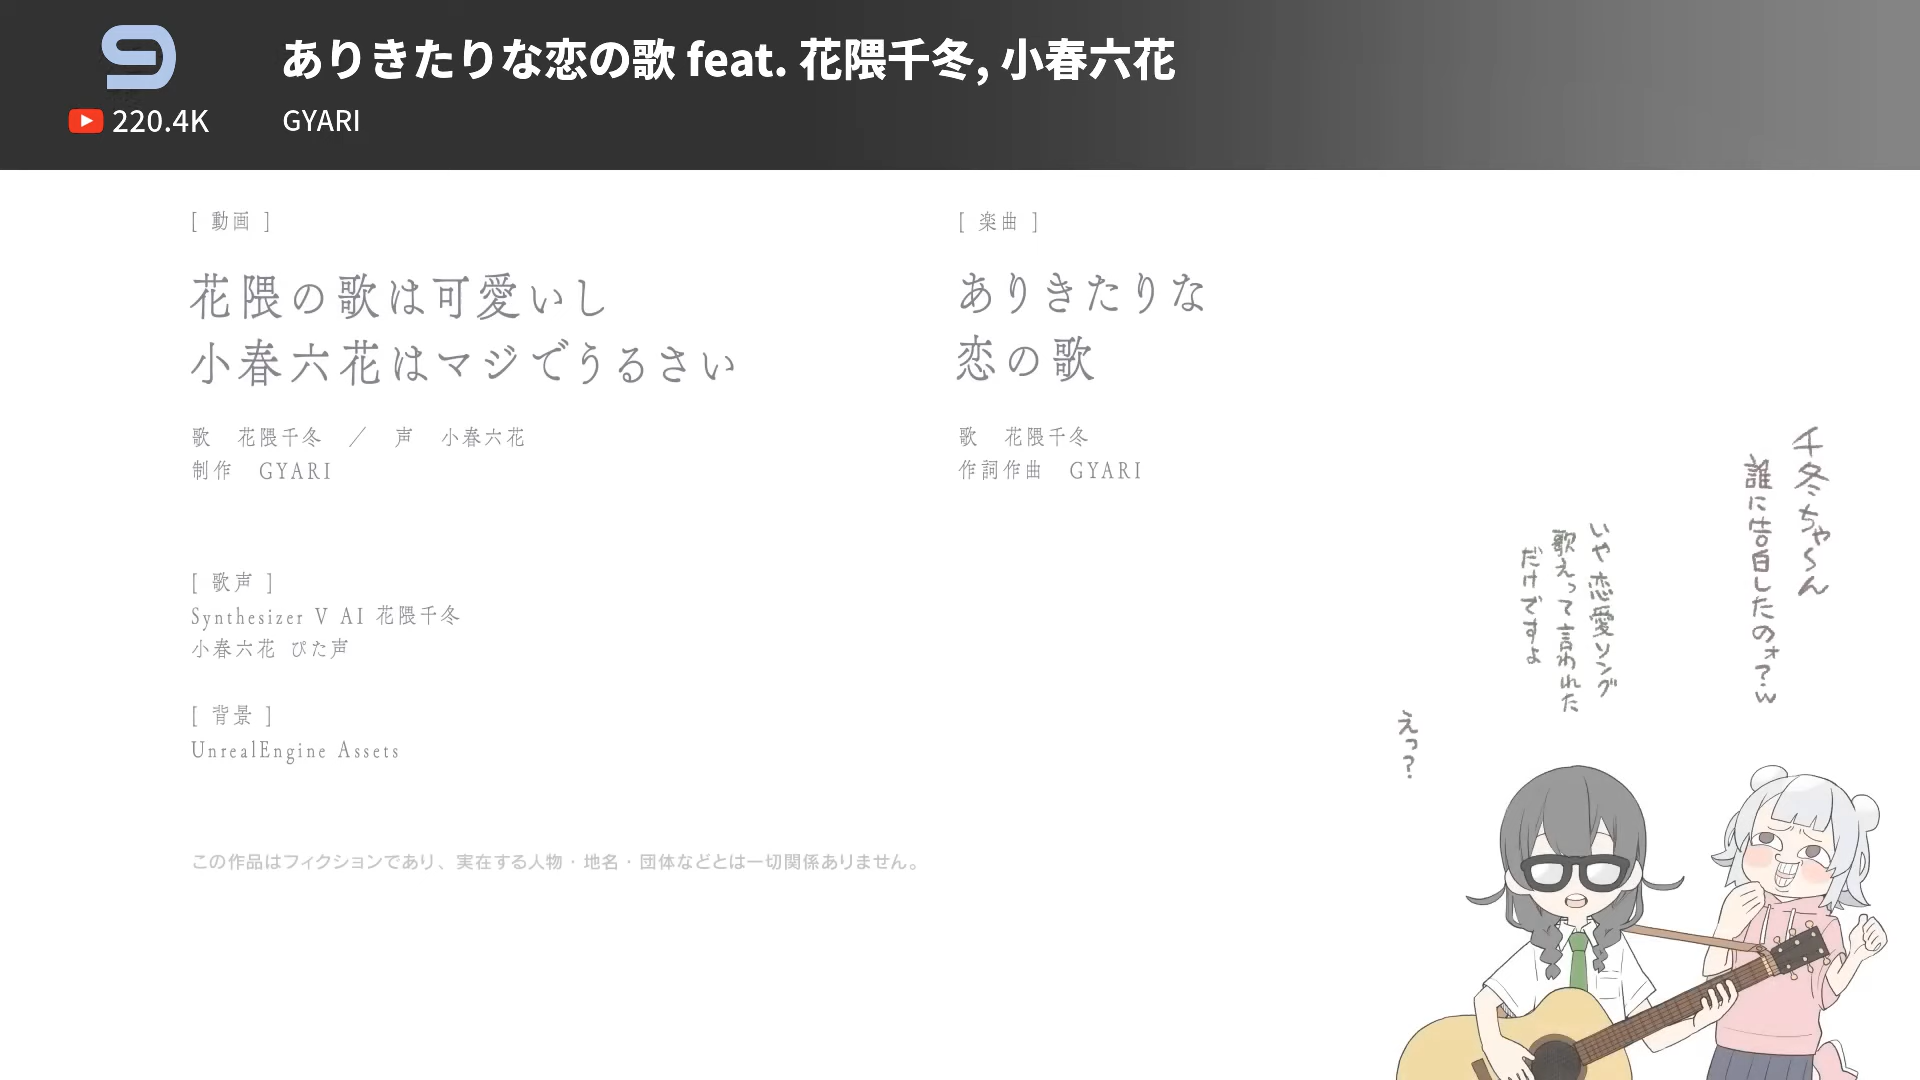 ありきたりな恋の歌 feat. 花隈千冬, 小春六花
220.4K
GYARI
[ 動画 ]
花隈の歌は可愛いし
小春六花はマジでうるさい
歌 花隈千冬 ／ 声 小春六花
制作 GYARI
[ 楽曲 ]
ありきたりな
恋の歌
歌 花隈千冬
作詞作曲 GYARI
[ 歌声 ]
Synthesizer V AI 花隈千冬
小春六花 ぴた声
[ 背景 ]
UnrealEngine Assets
この作品はフィクションであり、実在する人物・地名・団体などとは一切関係ありません。
千冬ちゃ〜ん
誰に告白したのォ？w
いや 恋愛ソング
歌えって言われた
だけですよ
えっ？